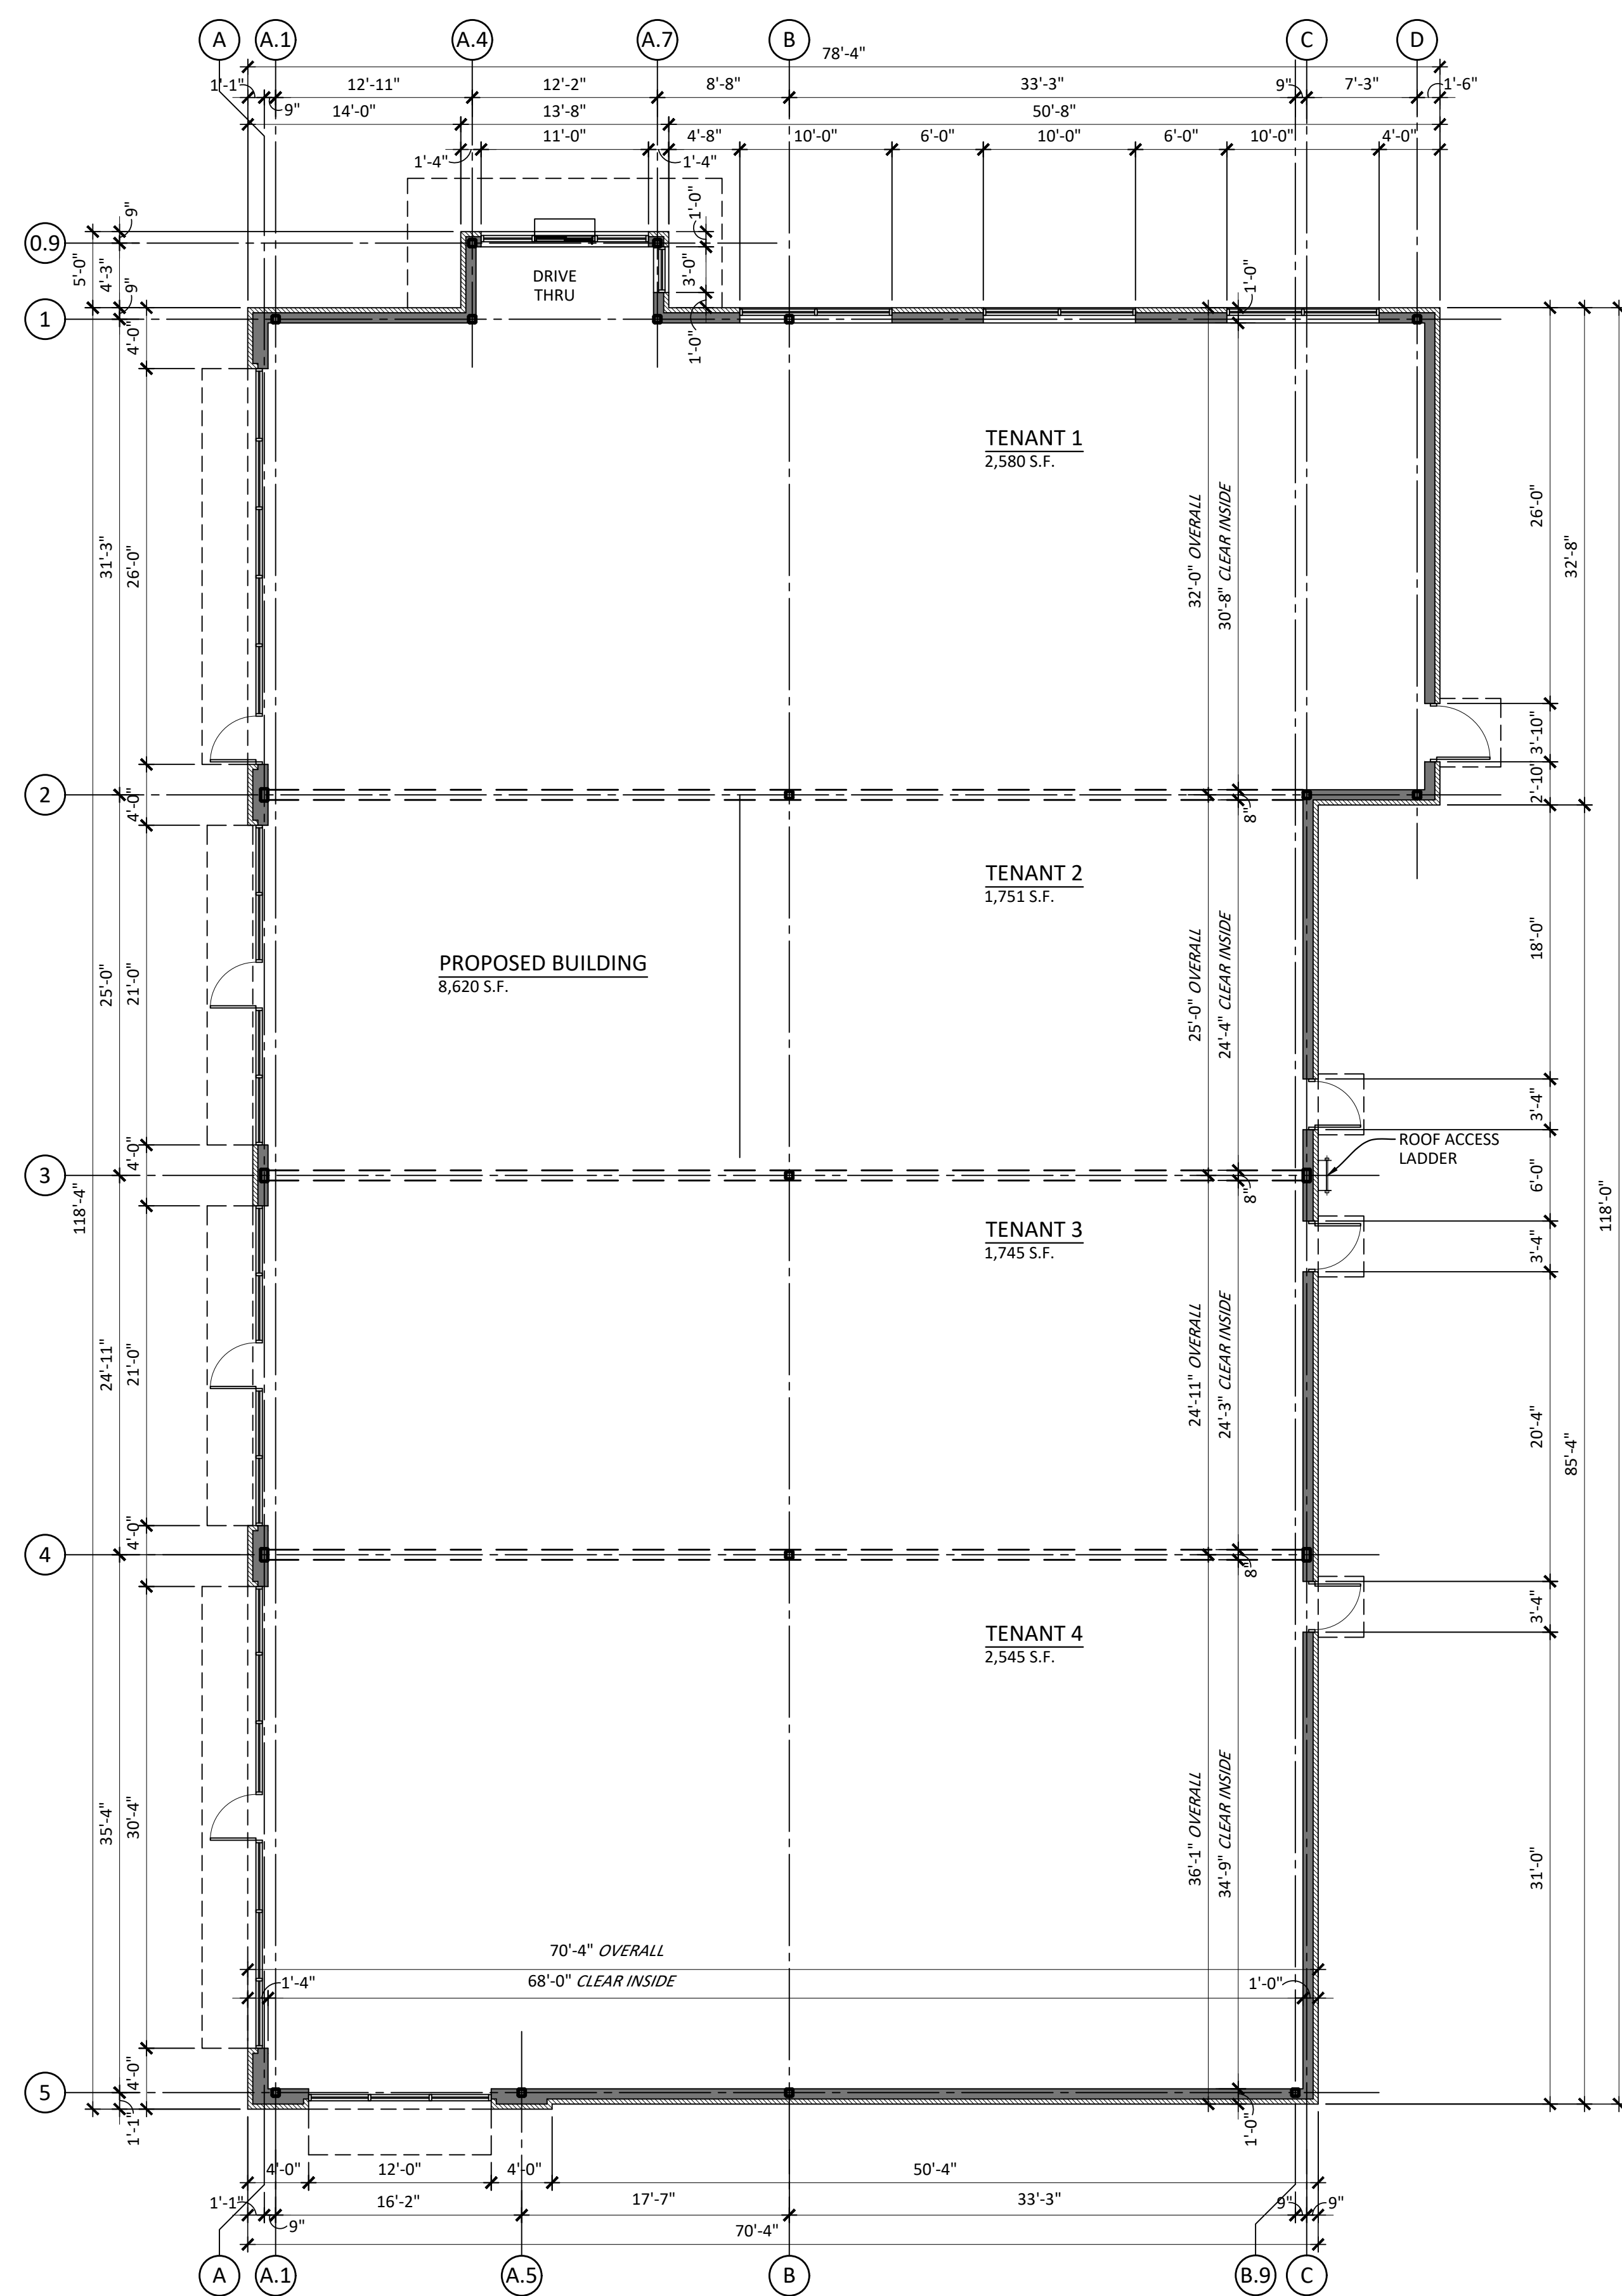 A A.1 A.4 A.7 B C D
78'-4"
1'-1" 12'-11" 12'-2" 8'-8" 33'-3" 9" 7'-3" 1'-6"
9" 14'-0" 13'-8" 50'-8"
11'-0" 4'-8" 10'-0" 6'-0" 10'-0" 6'-0" 10'-0" 4'-0"
1'-4" 1'-4"
1'-0"
9"
0.9
5'-0" 4'-3" 3'-0"
DRIVE
THRU
9" 1'-0"
1
4'-0" 1'-0"
TENANT 1
2,580 S.F.
31'-3" 26'-0" 32'-0" OVERALL 30'-8" CLEAR INSIDE 26'-0" 32'-8"
3'-10"
2
4'-0" 8" 2'-10"
TENANT 2
1,751 S.F.
PROPOSED BUILDING
8,620 S.F.
25'-0" 21'-0" 25'-0" OVERALL 24'-4" CLEAR INSIDE 18'-0"
3'-4"
ROOF ACCESS
LADDER
3
4'-0" 8" 6'-0"
118'-4" 118'-0"
TENANT 3
1,745 S.F.
3'-4"
24'-11" 21'-0" 24'-11" OVERALL 24'-3" CLEAR INSIDE 20'-4" 85'-4"
4
4'-0" 8" 3'-4"
TENANT 4
2,545 S.F.
35'-4" 30'-4" 36'-1" OVERALL 34'-9" CLEAR INSIDE 31'-0"
70'-4" OVERALL
1'-4" 68'-0" CLEAR INSIDE 1'-0"
4'-0"
5
1'-1" 1'-0"
4'-0" 12'-0" 4'-0" 50'-4"
1'-1" 16'-2" 17'-7" 33'-3" 9" 9"
9"
70'-4"
A A.1 A.5 B B.9 C